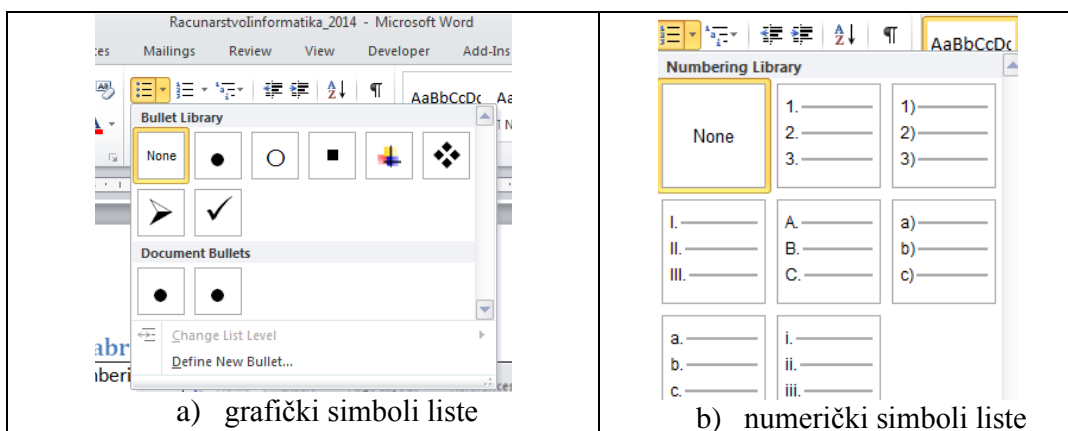 RacunarstvoIinformatika_2014 - Microsoft Word
Mailings Review View Developer Add-Ins
AaBbCcDc Aa
Bullet Library
None
Document Bullets
Change List Level
Define New Bullet...
a) grafički simboli liste
AaBbCcDc
Numbering Library
None
1.
2.
3.
1)
2)
3)
I.
II.
III.
A.
B.
C.
a)
b)
c)
a.
b.
c.
i.
ii.
iii.
b) numerički simboli liste